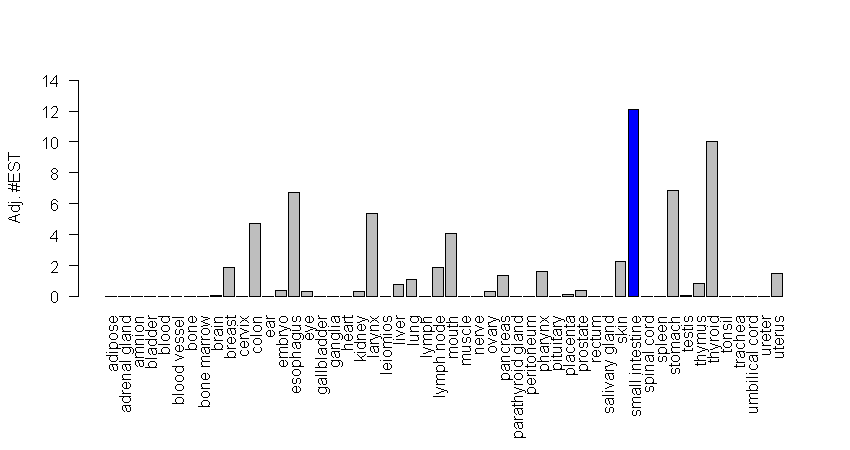 14
12
10
8
6
4
2
0
Adj. #EST
adipose
adrenal gland
amnion
bladder
blood
blood vessel
bone
bone marrow
brain
breast
cervix
colon
ear
embryo
esophagus
eye
gallbladder
ganglia
heart
kidney
larynx
leiomios
liver
lung
lymph
lymph node
mouth
muscle
nerve
ovary
pancreas
parathyroid gland
peritoneum
pharynx
pituitary
placenta
prostate
rectum
salivary gland
skin
small intestine
spinal cord
spleen
stomach
testis
thymus
thyroid
tonsil
trachea
umbilical cord
ureter
uterus